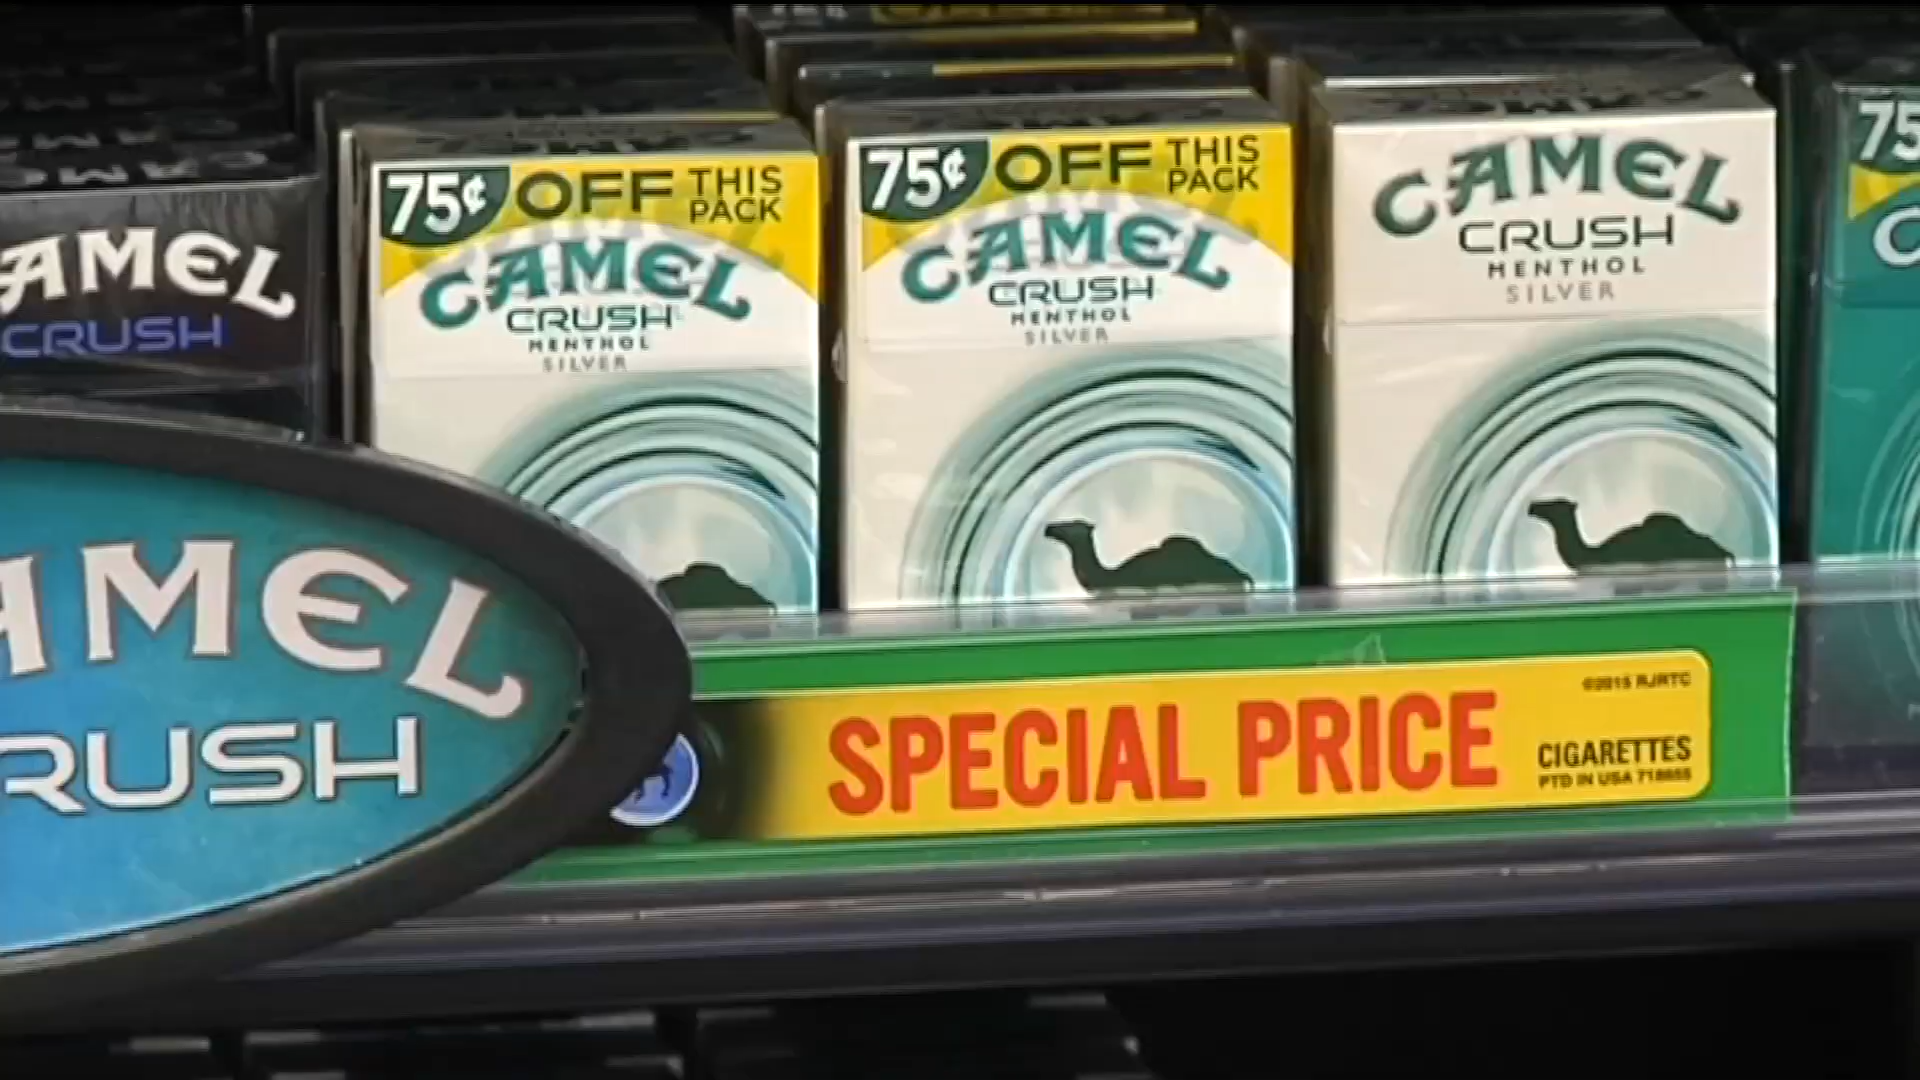 AMEL
CRUSH
75¢ OFF THIS PACK
CAMEL
CRUSH
MENTHOL
SILVER
75¢ OFF THIS PACK
CAMEL
CRUSH
MENTHOL
SILVER
CAMEL
CRUSH
MENTHOL
SILVER
75
C
AMEL
RUSH
SPECIAL PRICE
©2015 RJRTC
CIGARETTES
PTD IN USA 718655